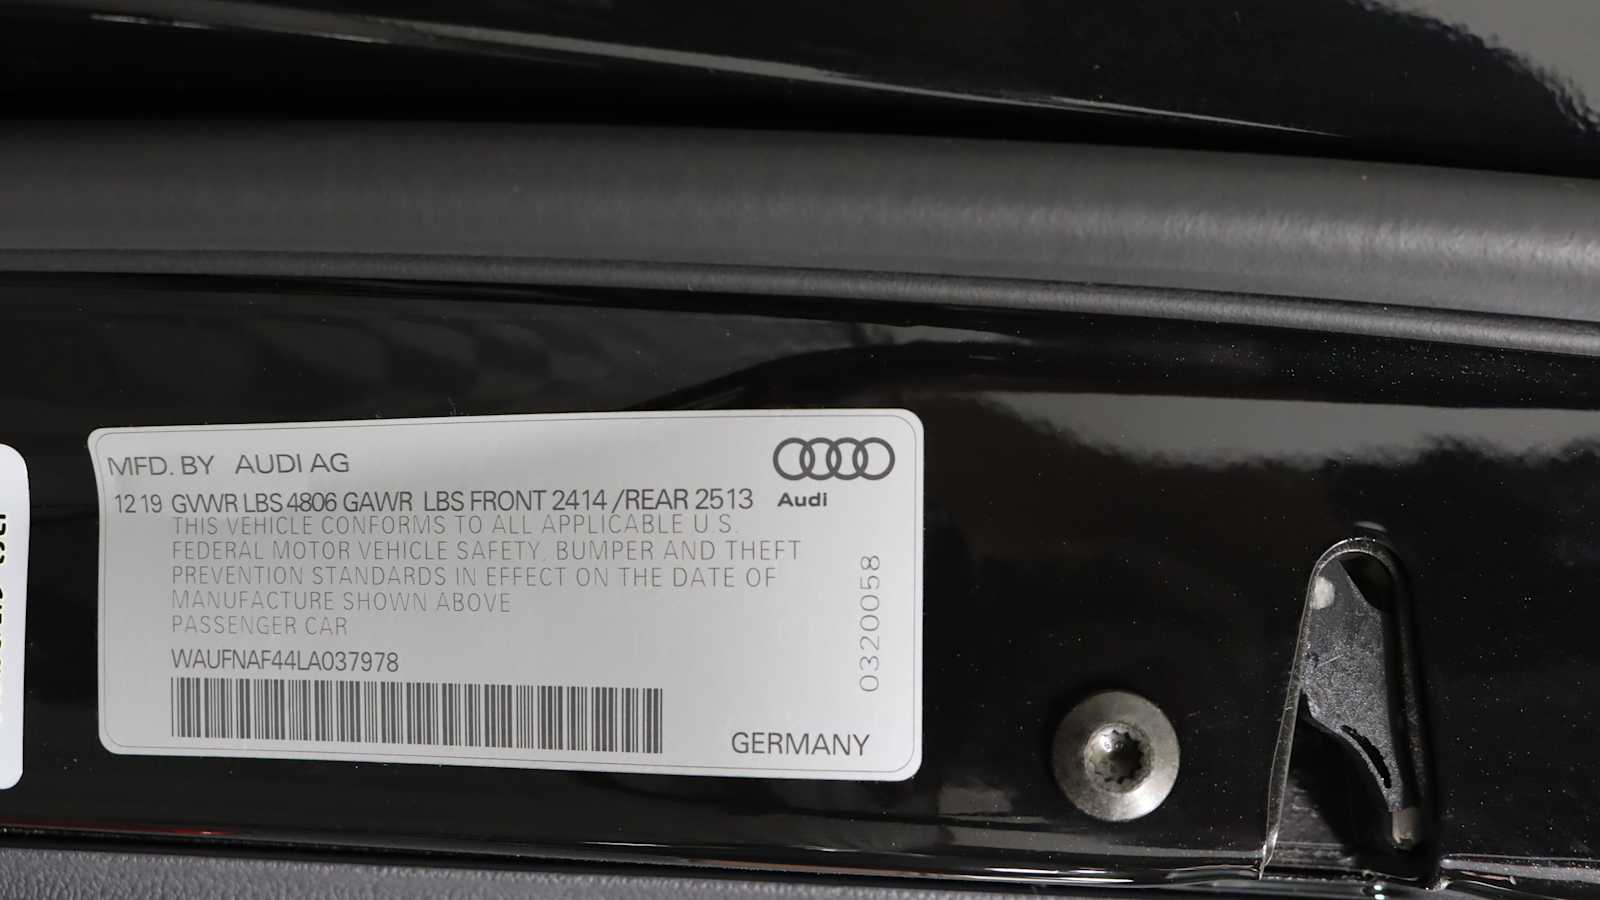 MFD. BY AUDI AG
Audi
12 19 GVWR LBS 4806 GAWR LBS FRONT 2414 /REAR 2513
THIS VEHICLE CONFORMS TO ALL APPLICABLE U.S.
FEDERAL MOTOR VEHICLE SAFETY, BUMPER AND THEFT
PREVENTION STANDARDS IN EFFECT ON THE DATE OF
MANUFACTURE SHOWN ABOVE
PASSENGER CAR
WAUFNAF44LA037978
0320058
GERMANY